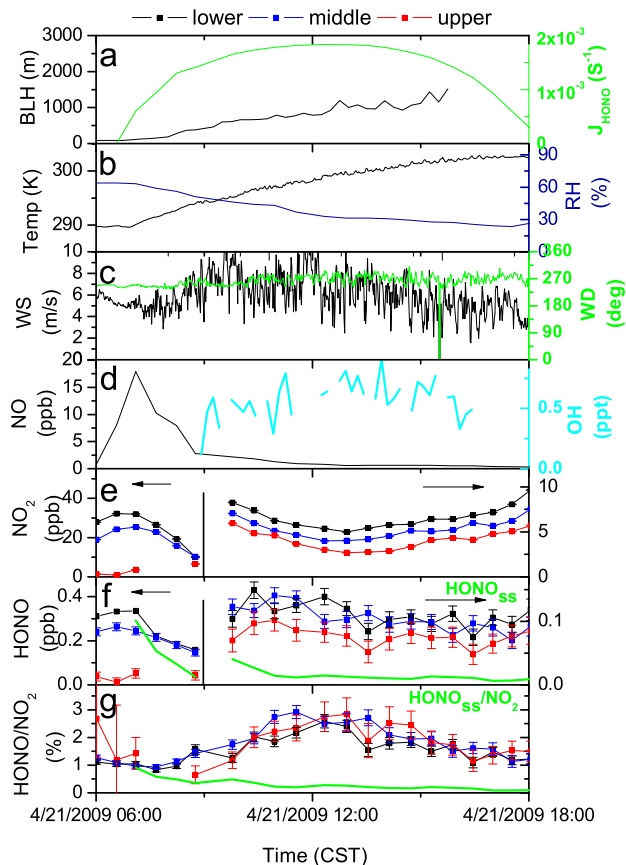 lower middle upper
a
3000
2000
1000
0
BLH (m)
2x10⁻³
1x10⁻³
0
J_HONO (S⁻¹)
b
300
290
Temp (K)
90
60
30
0
RH (%)
c
10
8
6
4
2
WS (m/s)
360
270
180
90
0
WD (deg)
d
20
15
10
5
0
NO (ppb)
0.5
0.0
OH (ppt)
e
40
20
0
NO₂ (ppb)
10
5
0
f
0.4
0.2
0.0
HONO (ppb)
HONO_SS
0.1
0.0
g
3
2
1
0
HONO/NO₂ (%)
HONO_SS/NO₂
4/21/2009 06:00 4/21/2009 12:00 4/21/2009 18:00
Time (CST)